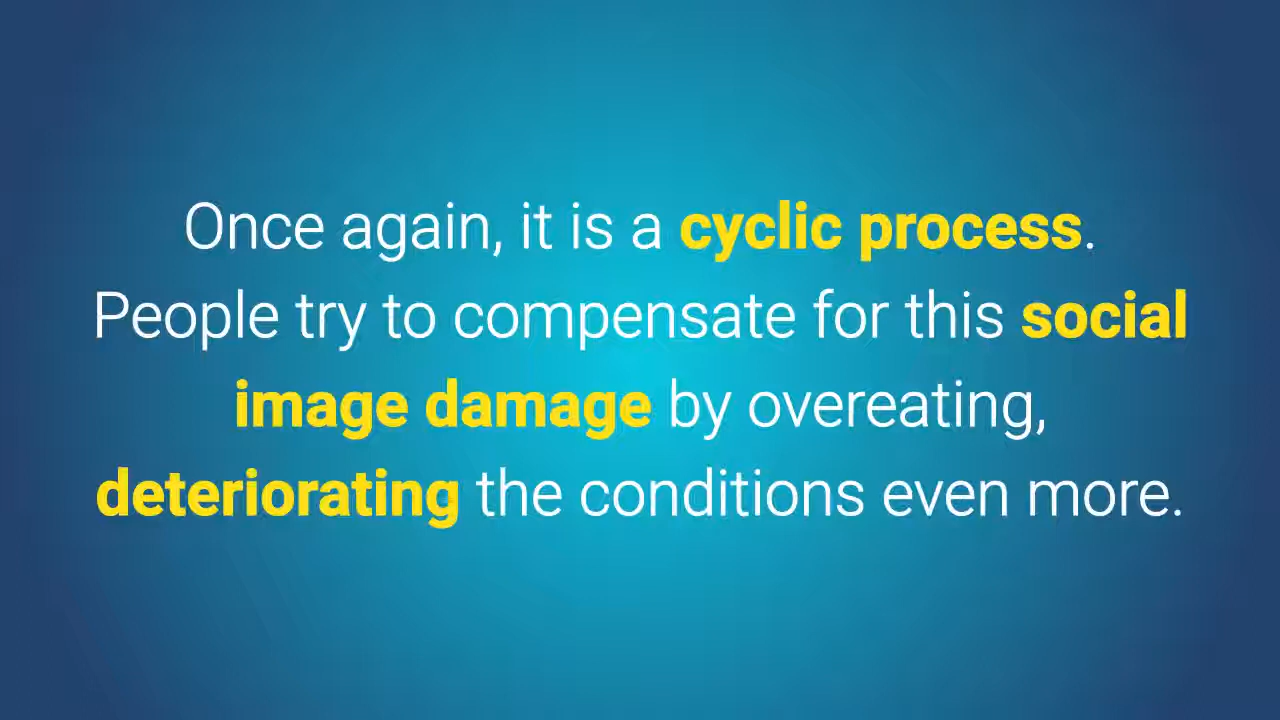 Once again, it is a cyclic process.
People try to compensate for this social
image damage by overeating,
deteriorating the conditions even more.